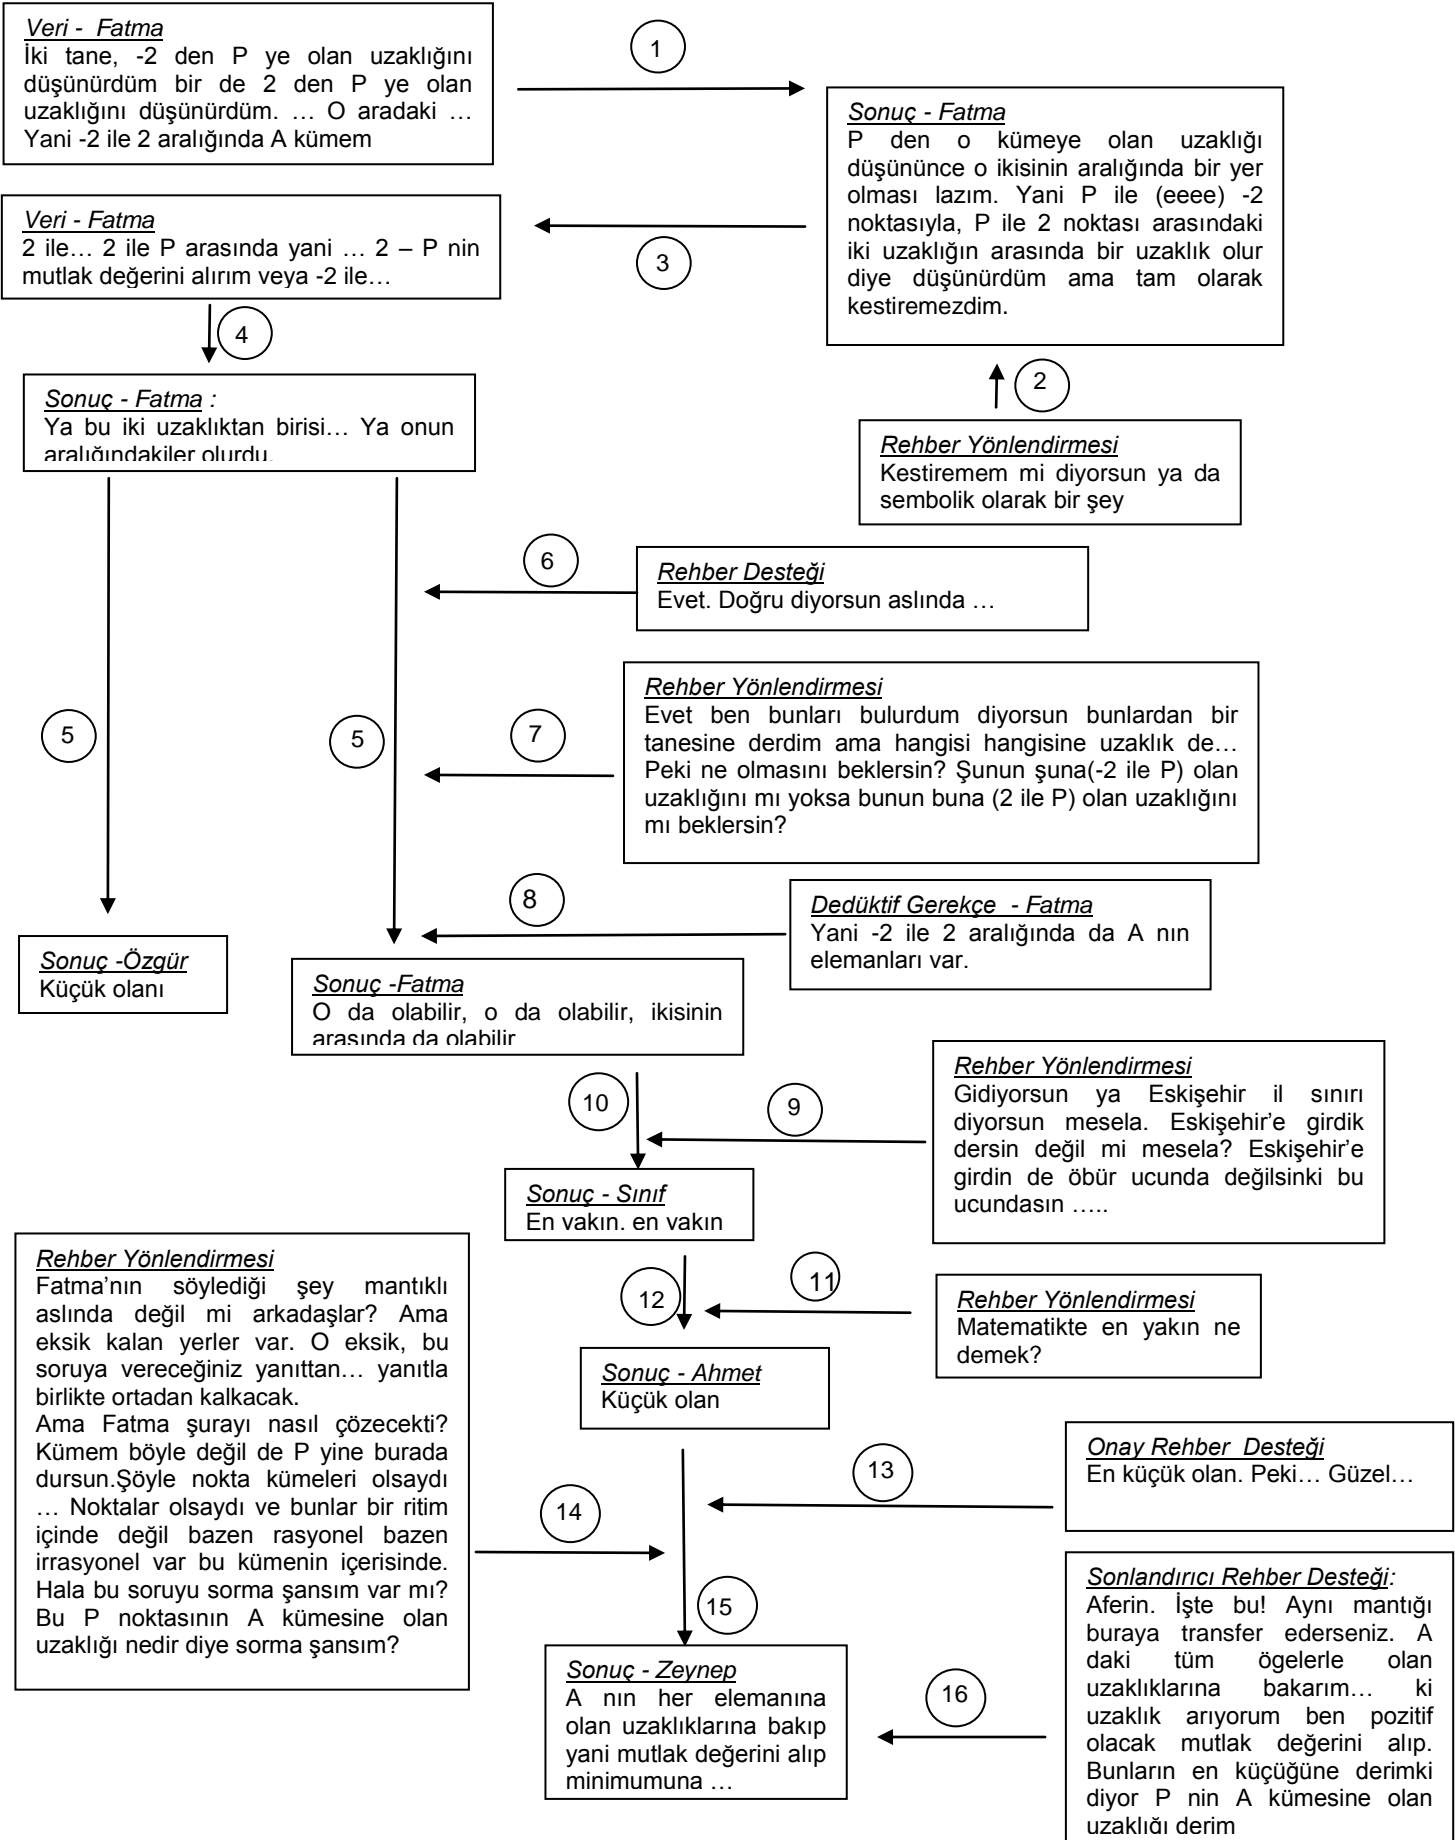 Veri - Fatma
İki tane, -2 den P ye olan uzaklığını
düşünürdüm bir de 2 den P ye olan
uzaklığını düşünürdüm. … O aradaki …
Yani -2 ile 2 aralığında A kümem
1
Sonuç - Fatma
P den o kümeye olan uzaklığı
düşününce o ikisinin aralığında bir yer
olması lazım. Yani P ile (eeee) -2
noktasıyla, P ile 2 noktası arasındaki
iki uzaklığın arasında bir uzaklık olur
diye düşünürdüm ama tam olarak
kestiremezdim.
2
Rehber Yönlendirmesi
Kestiremem mi diyorsun ya da
sembolik olarak bir şey
3
Veri - Fatma
2 ile… 2 ile P arasında yani … 2 – P nin
mutlak değerini alırım veya -2 ile…
4
Sonuç - Fatma :
Ya bu iki uzaklıktan birisi… Ya onun
aralığındakiler olurdu.
5
5
6
Rehber Desteği
Evet. Doğru diyorsun aslında …
7
Rehber Yönlendirmesi
Evet ben bunları bulurdum diyorsun bunlardan bir
tanesine derdim ama hangisi hangisine uzaklık de…
Peki ne olmasını beklersin? Şunun şuna(-2 ile P) olan
uzaklığını mı yoksa bunun buna (2 ile P) olan uzaklığını
mı beklersin?
8
Dedüktif Gerekçe - Fatma
Yani -2 ile 2 aralığında da A nın
elemanları var.
Sonuç -Özgür
Küçük olanı
Sonuç -Fatma
O da olabilir, o da olabilir, ikisinin
arasında da olabilir
9
Rehber Yönlendirmesi
Gidiyorsun ya Eskişehir il sınırı
diyorsun mesela. Eskişehir’e girdik
dersin değil mi mesela? Eskişehir’e
girdin de öbür ucunda değilsinki bu
ucundasın …..
10
Sonuç - Sınıf
En yakın. en yakın
11
Rehber Yönlendirmesi
Matematikte en yakın ne
demek?
12
Sonuç - Ahmet
Küçük olan
13
Onay Rehber Desteği
En küçük olan. Peki… Güzel…
14
Rehber Yönlendirmesi
Fatma’nın söylediği şey mantıklı
aslında değil mi arkadaşlar? Ama
eksik kalan yerler var. O eksik, bu
soruya vereceğiniz yanıttan… yanıtla
birlikte ortadan kalkacak.
Ama Fatma şurayı nasıl çözecekti?
Kümem böyle değil de P yine burada
dursun.Şöyle nokta kümeleri olsaydı
… Noktalar olsaydı ve bunlar bir ritim
içinde değil bazen rasyonel bazen
irrasyonel var bu kümenin içerisinde.
Hala bu soruyu sorma şansım var mı?
Bu P noktasının A kümesine olan
uzaklığı nedir diye sorma şansım?
15
Sonuç - Zeynep
A nın her elemanına
olan uzaklıklarına bakıp
yani mutlak değerini alıp
minimumuna …
16
Sonlandırıcı Rehber Desteği:
Aferin. İşte bu! Aynı mantığı
buraya transfer ederseniz. A
daki tüm ögelerle olan
uzaklıklarına bakarım… ki
uzaklık arıyorum ben pozitif
olacak mutlak değerini alıp.
Bunların en küçüğüne derimki
diyor P nin A kümesine olan
uzaklığı derim